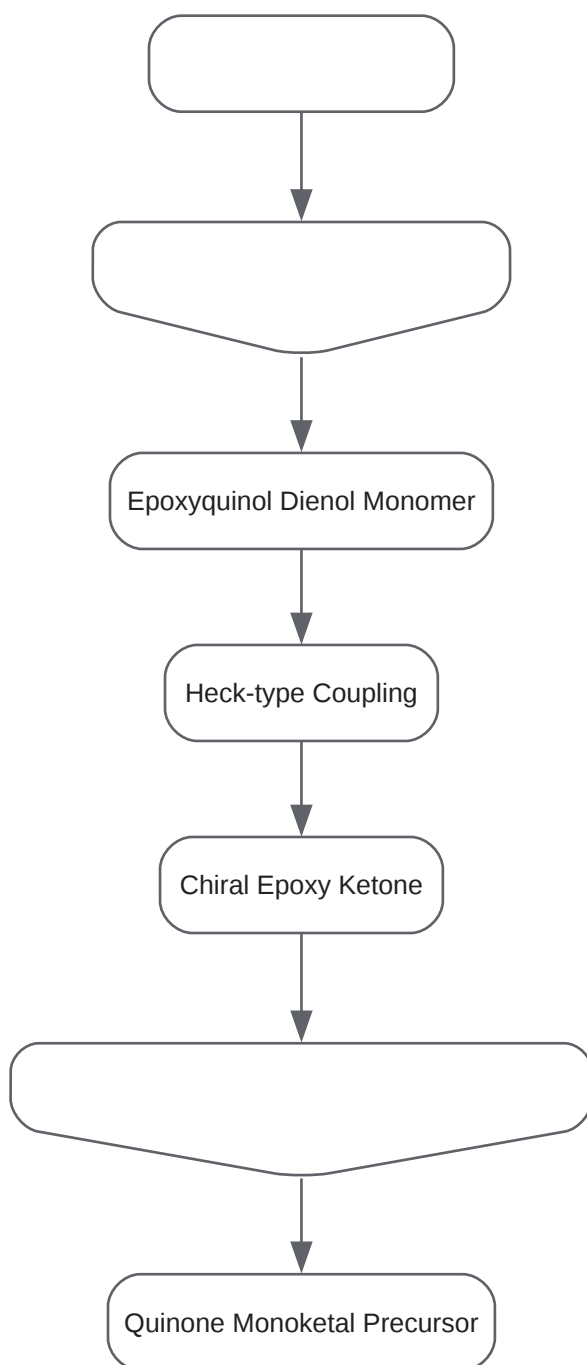 Epoxyquinol Dienol Monomer
Heck-type Coupling
Chiral Epoxy Ketone
Quinone Monoketal Precursor